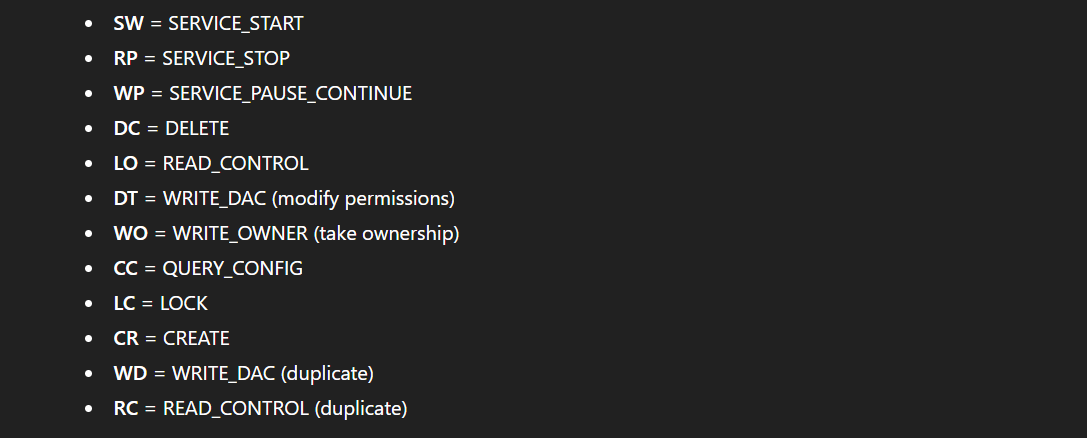 • SW = SERVICE_START
• RP = SERVICE_STOP
• WP = SERVICE_PAUSE_CONTINUE
• DC = DELETE
• LO = READ_CONTROL
• DT = WRITE_DAC (modify permissions)
• WO = WRITE_OWNER (take ownership)
• CC = QUERY_CONFIG
• LC = LOCK
• CR = CREATE
• WD = WRITE_DAC (duplicate)
• RC = READ_CONTROL (duplicate)